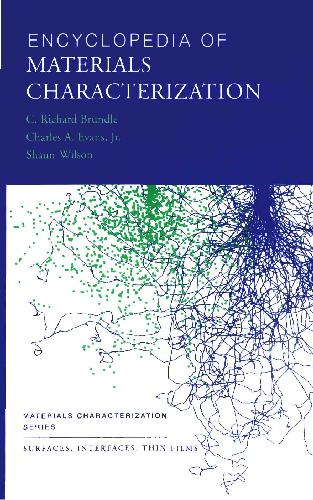 ENCYCLOPEDIA OF
MATERIALS
CHARACTERIZATION
C. Richard Brundle
Charles A. Evans, Jr.
Shaun Wilson
MATERIALS CHARACTERIZATION
SERIES
SURFACES, INTERFACES, THIN FILMS